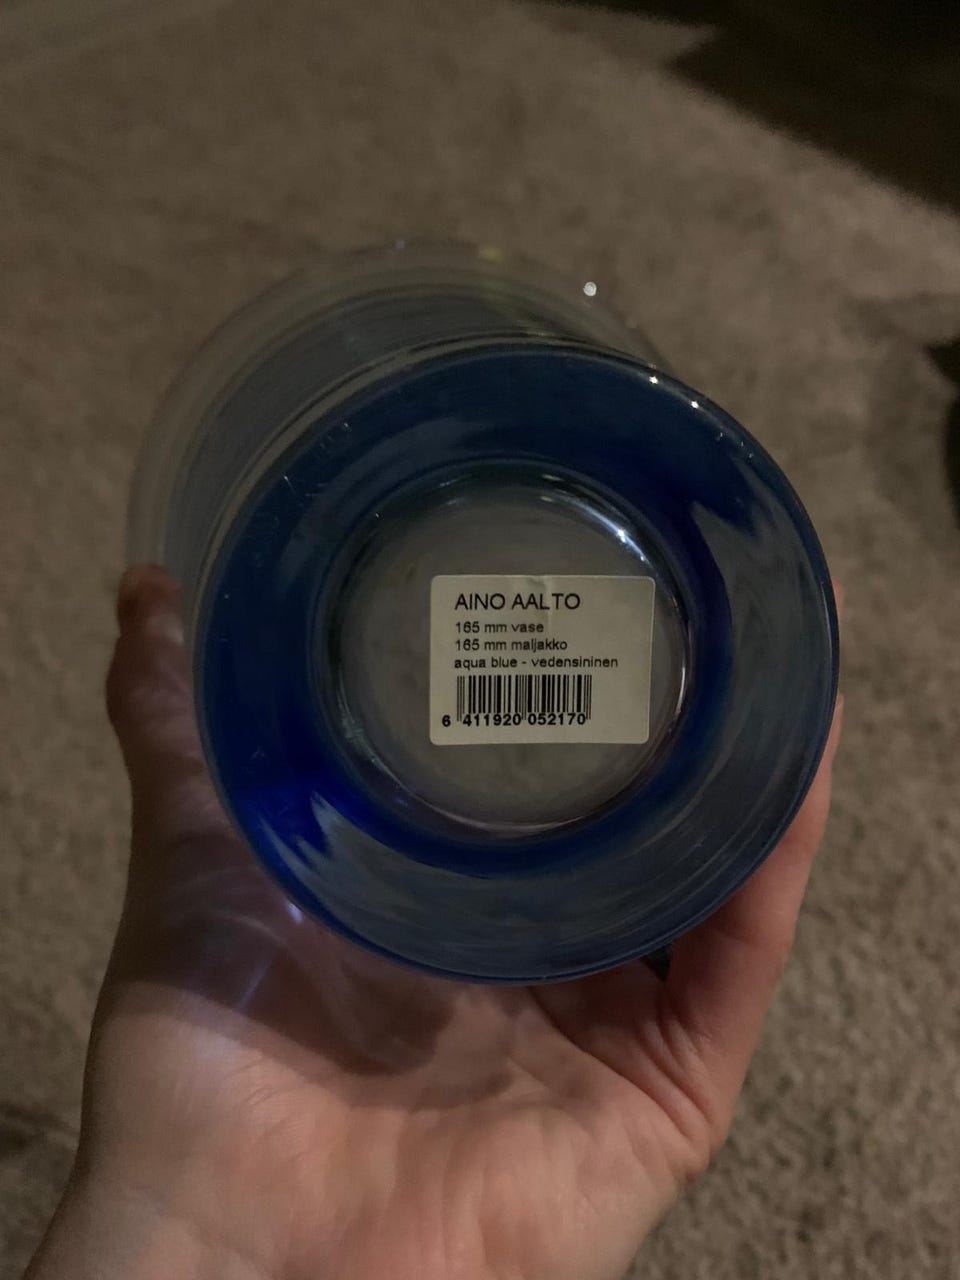 AINO AALTO
165 mm vase
165 mm maljakko
aqua blue - vedensininen
6 411920 052170